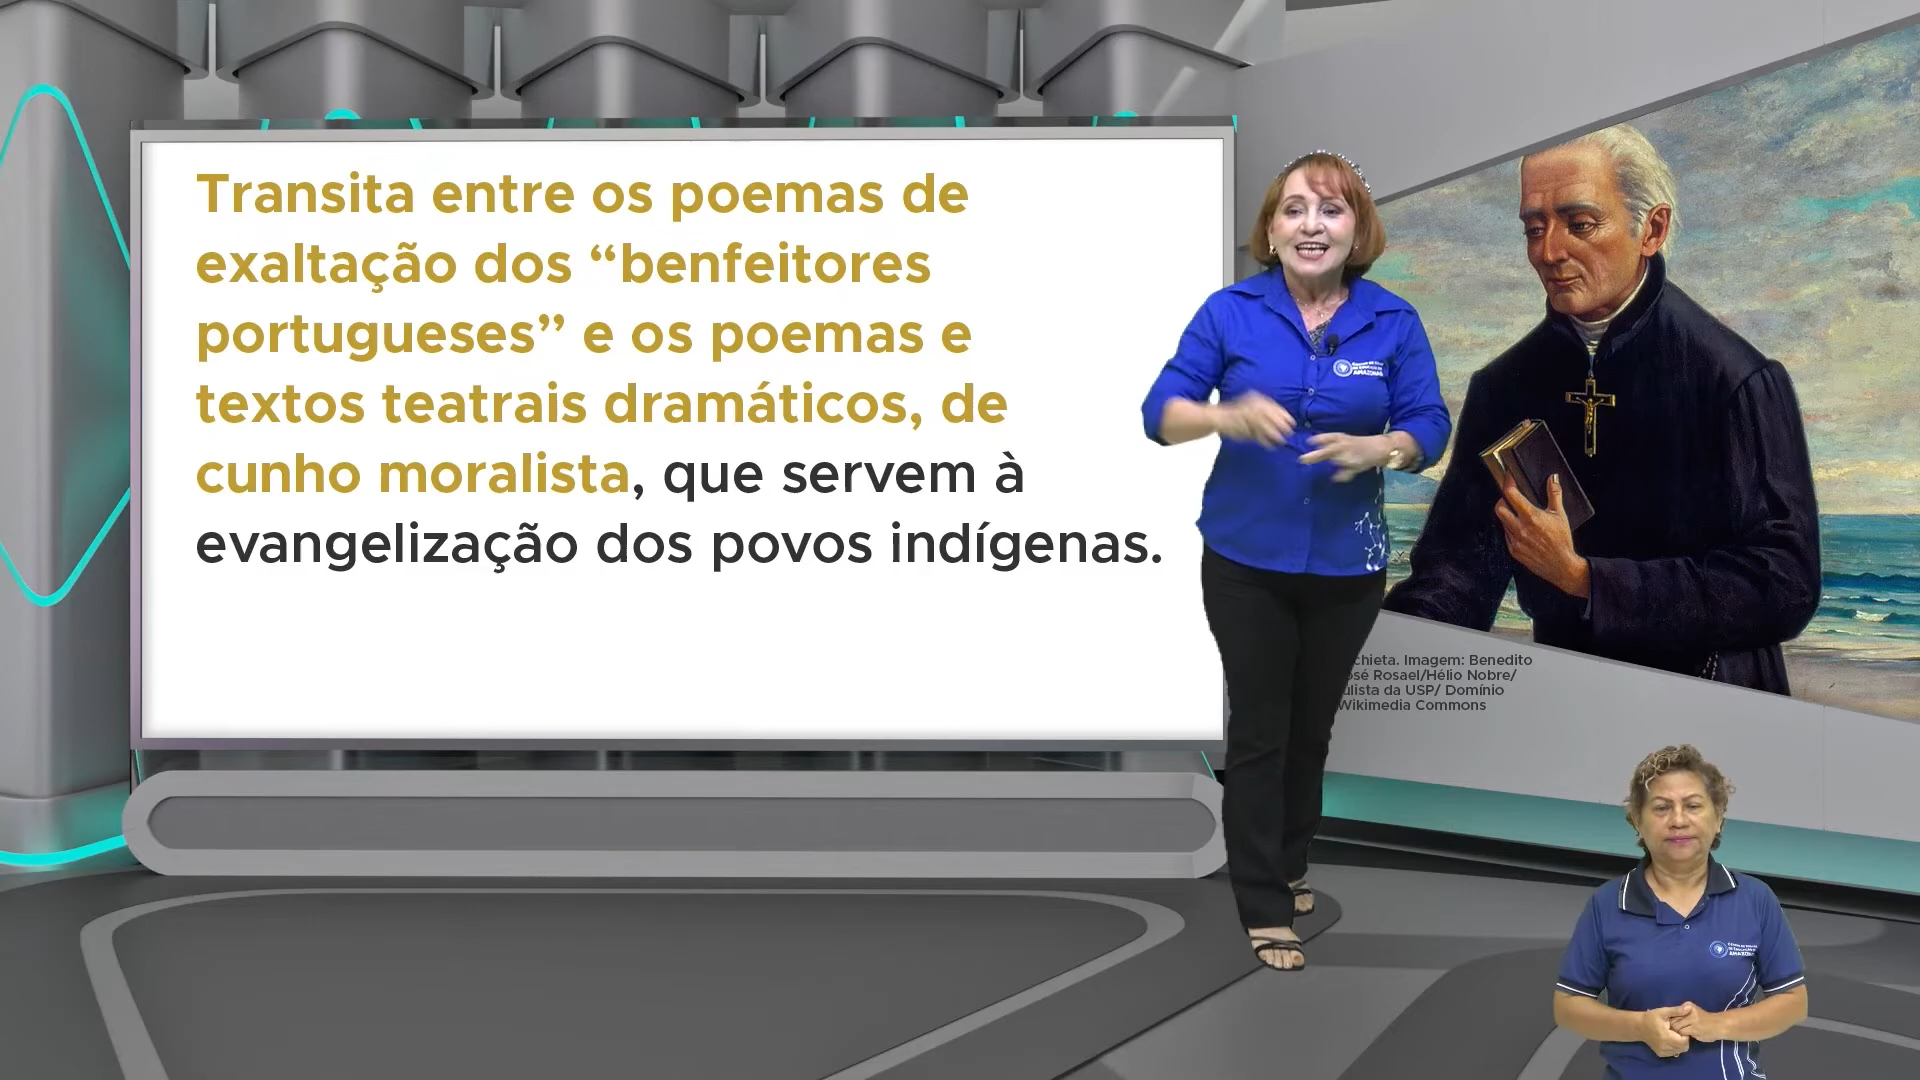 Transita entre os poemas de
exaltação dos “benfeitores
portugueses” e os poemas e
textos teatrais dramáticos, de
cunho moralista, que servem à
evangelização dos povos indígenas.
AMAZONAS
chieta. Imagem: Benedito
osé Rosael/Hélio Nobre/
ulista da USP/ Domínio
Wikimedia Commons